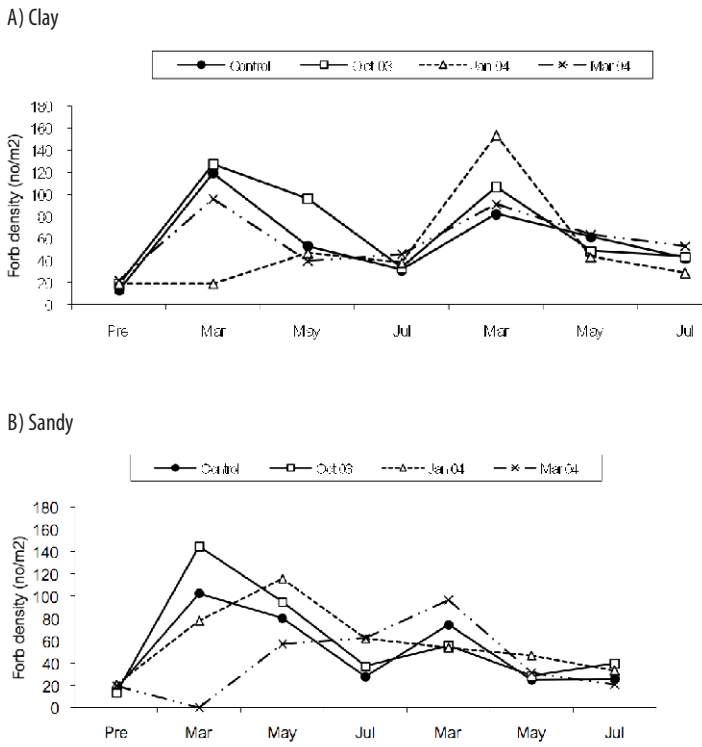 A) Clay
Control Oct 03 Jan 04 Mar 04
Forb density (no/m2)
180
160
140
120
100
80
60
40
20
0
Pre Mar May Jul Mar May Jul
B) Sandy
Control Oct 03 Jan 04 Mar 04
Forb density (no/m2)
180
160
140
120
100
80
60
40
20
0
Pre Mar May Jul Mar May Jul